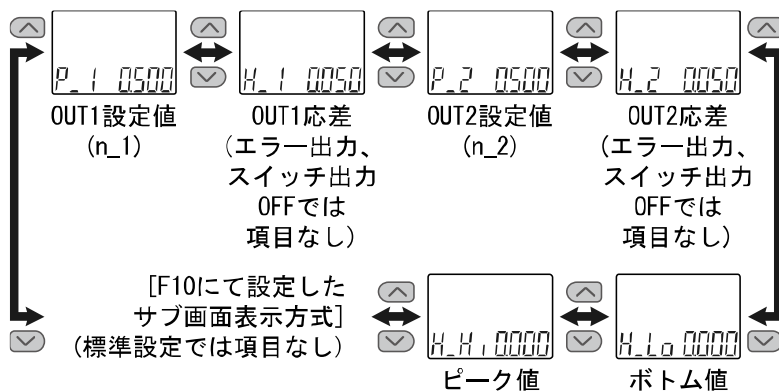 P_1 0.500
H_1 0.050
P_2 0.500
H_2 0.050
OUT1設定値
(n_1)
OUT1応差
(エラー出力、
スイッチ出力
OFFでは
項目なし)
OUT2設定値
(n_2)
OUT2応差
(エラー出力、
スイッチ出力
OFFでは
項目なし)
[F10にて設定した
サブ画面表示方式]
(標準設定では項目なし)
H_Hi 0.000
ピーク値
H_Lo 0.000
ボトム値